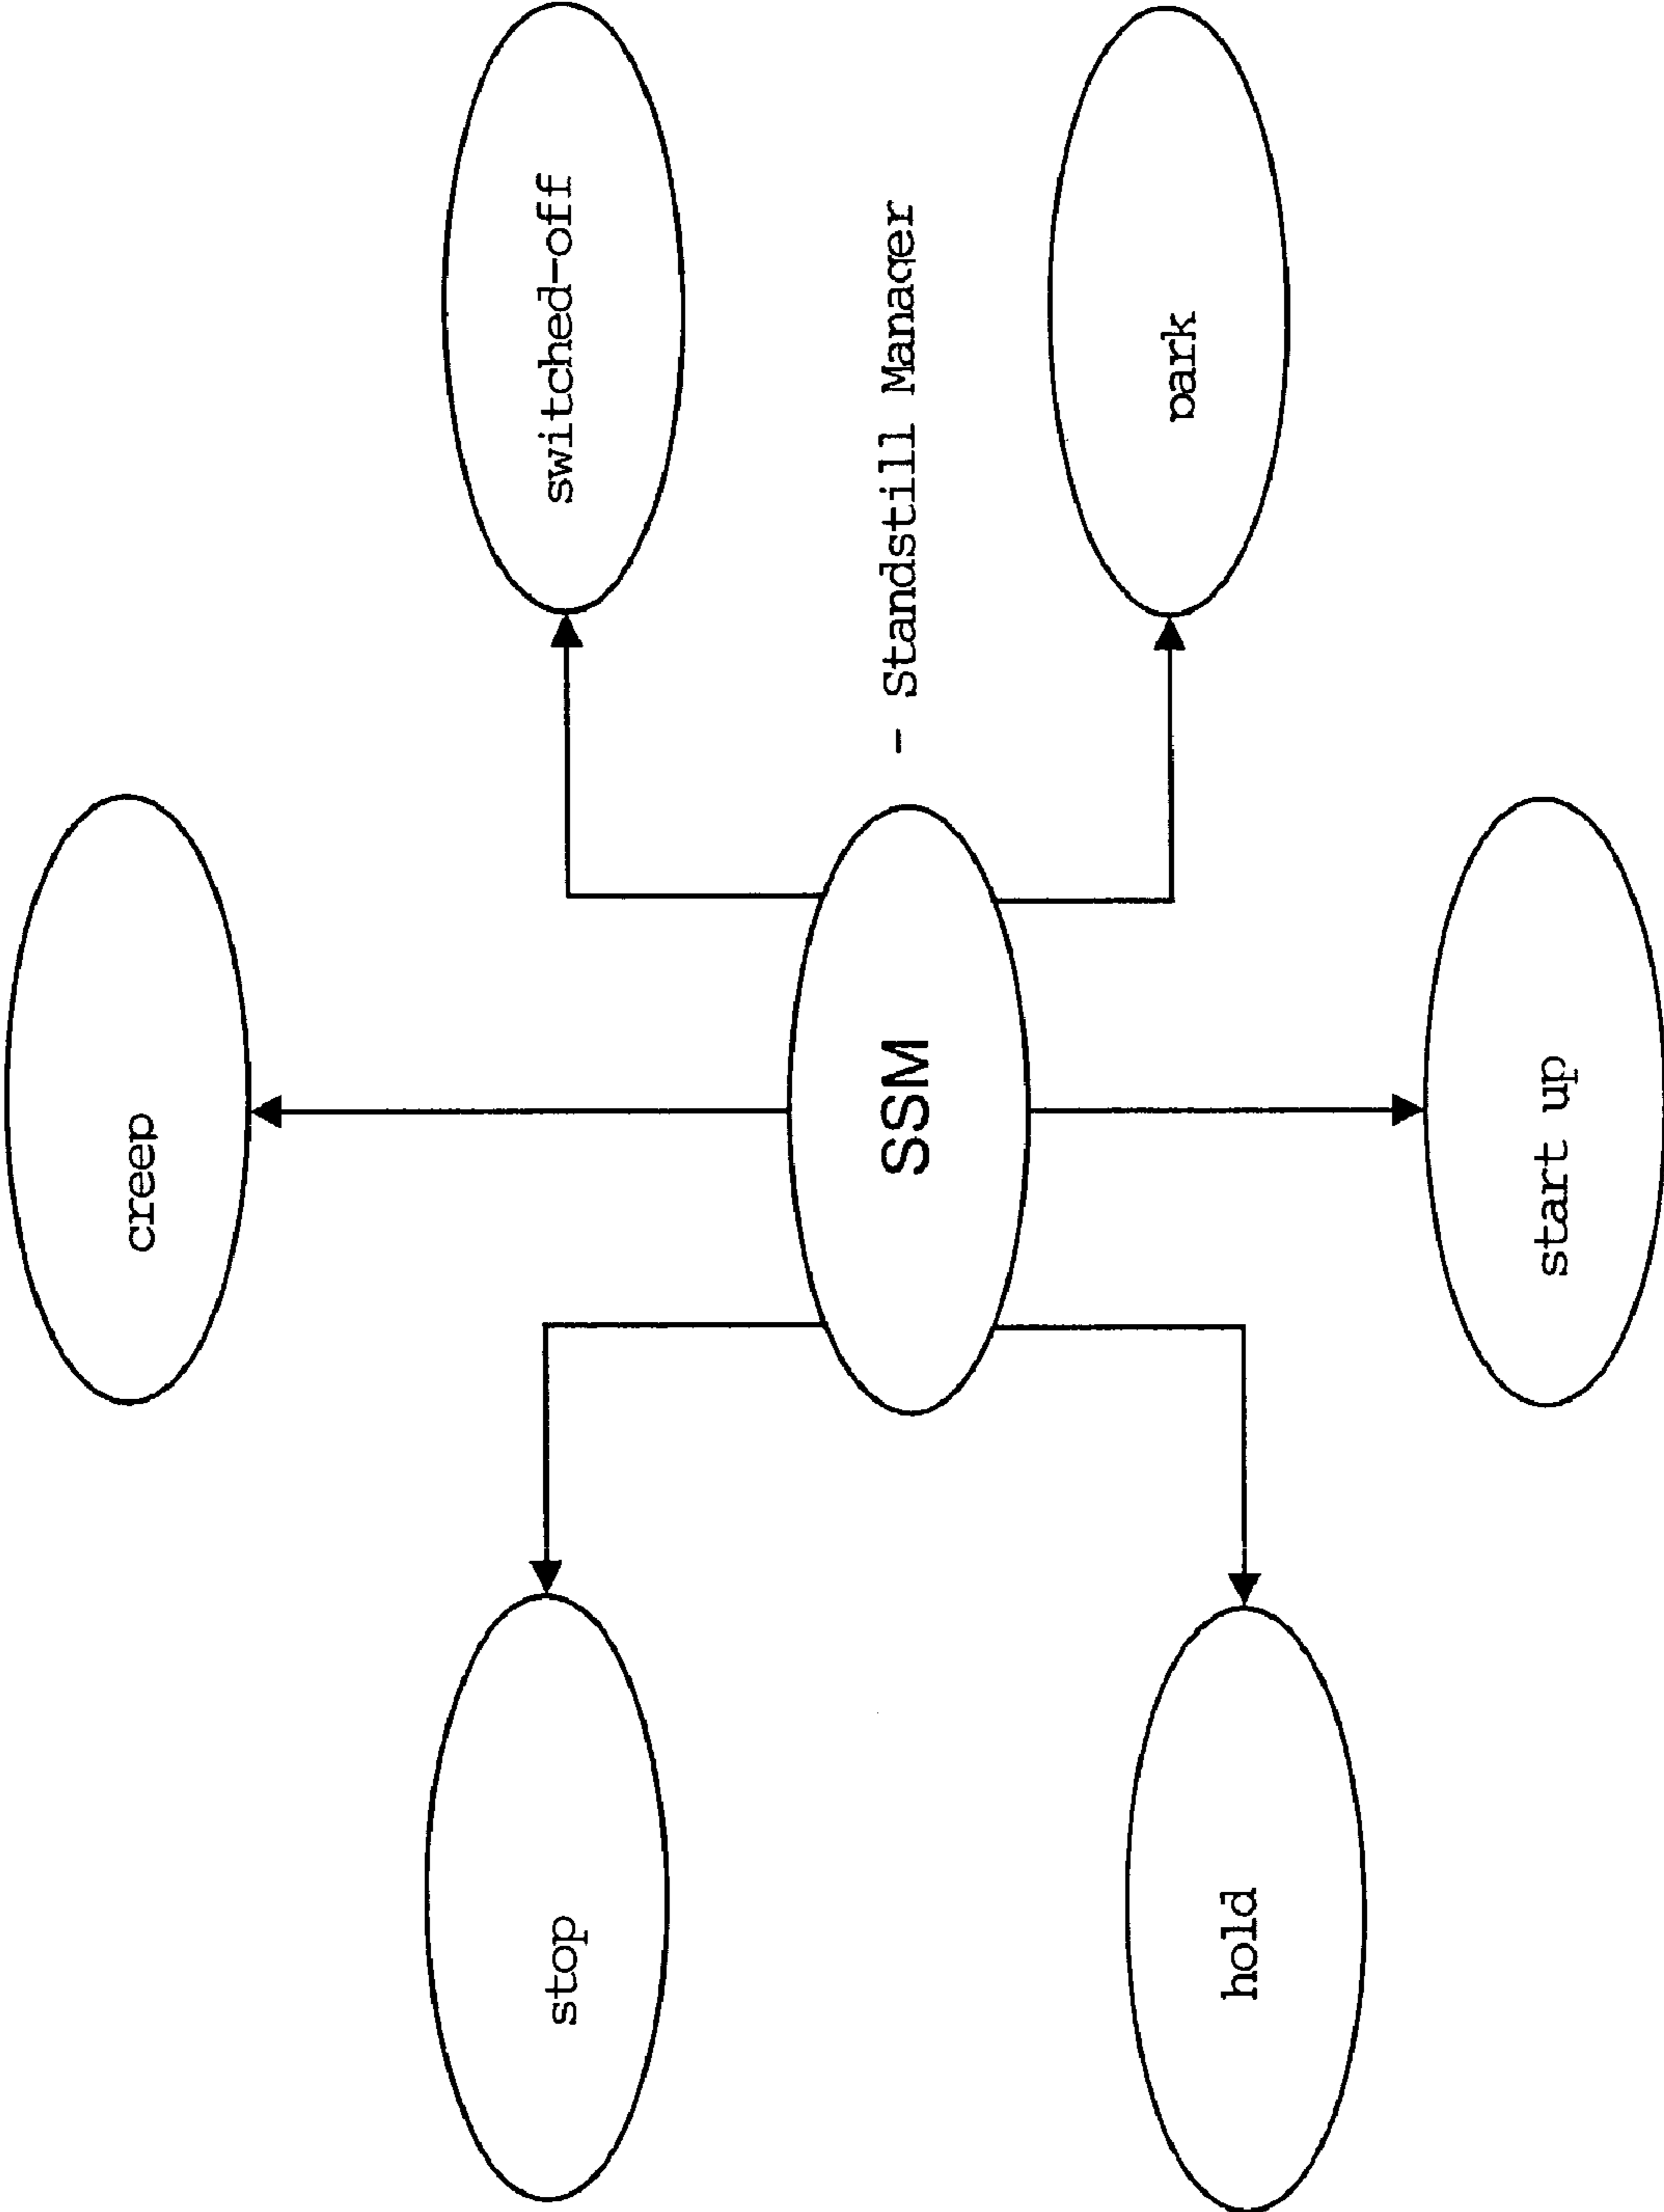 creep
stop
switched-off
SSM - Standstill Manager
hold
park
start up